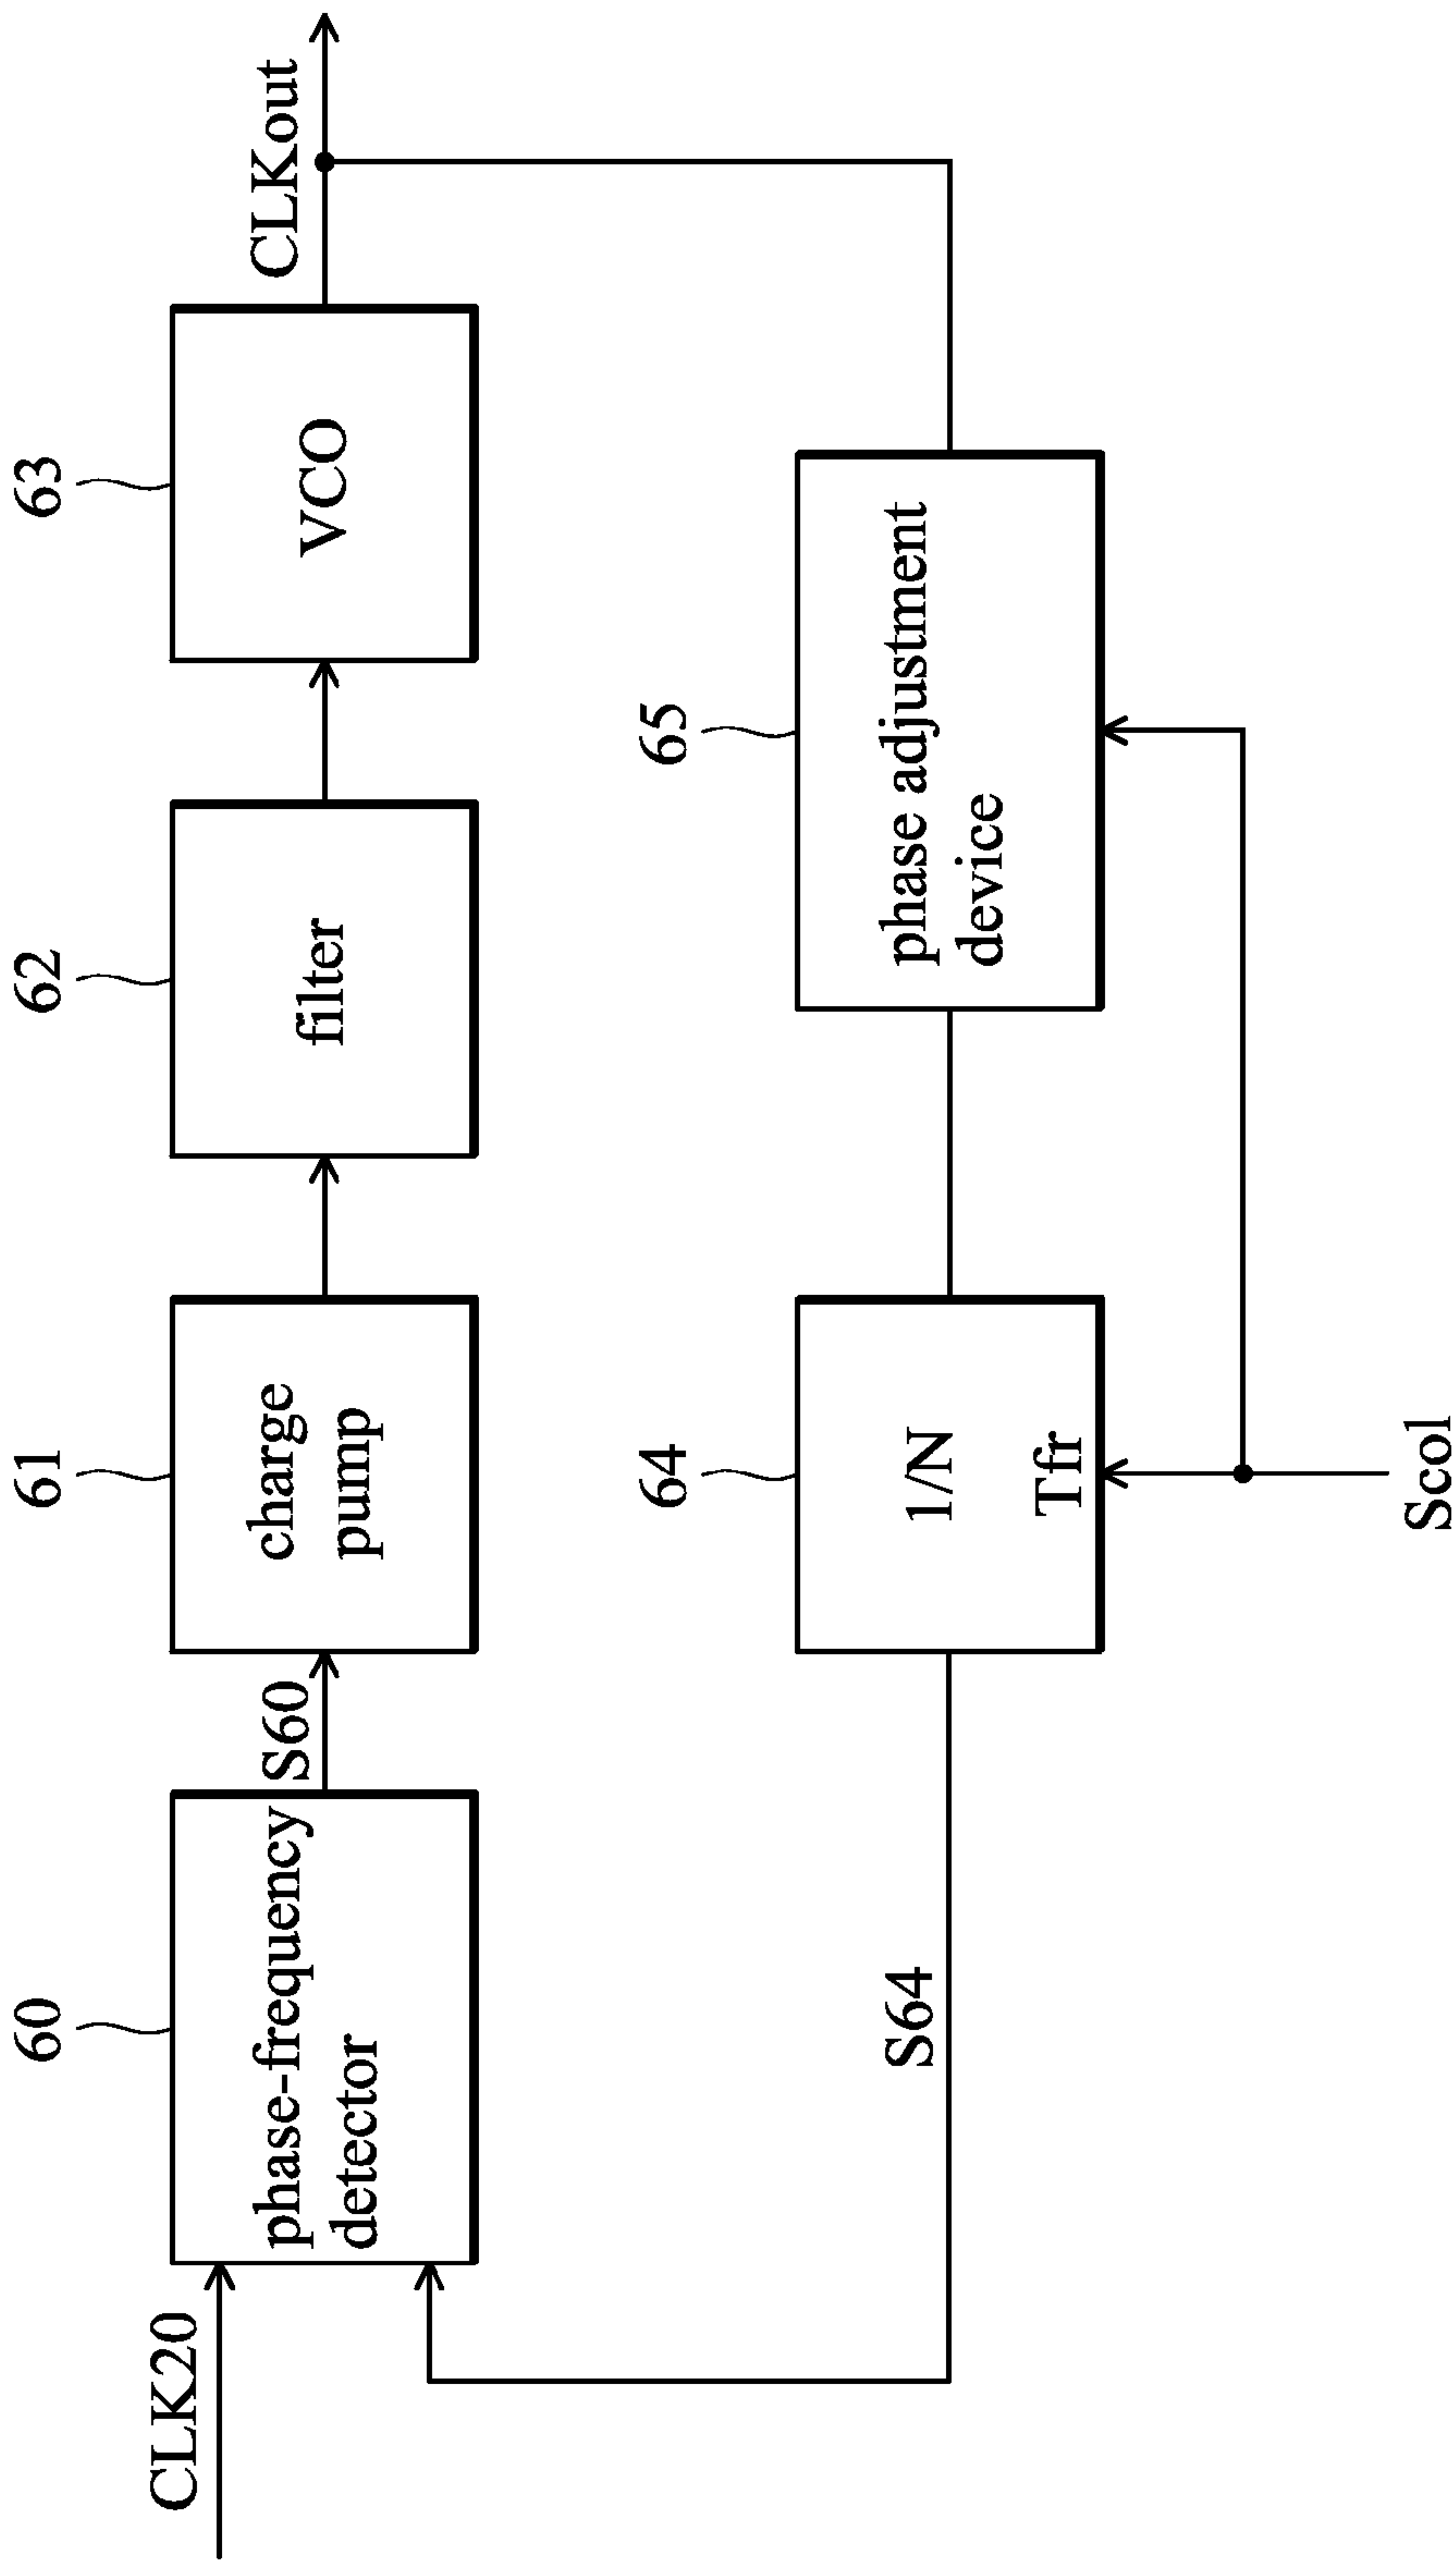 60
61
62
63
CLK20
phase-frequency
detector
S60
charge
pump
filter
VCO
CLKout
64
65
S64
1/N
Tfr
phase adjustment
device
Scol